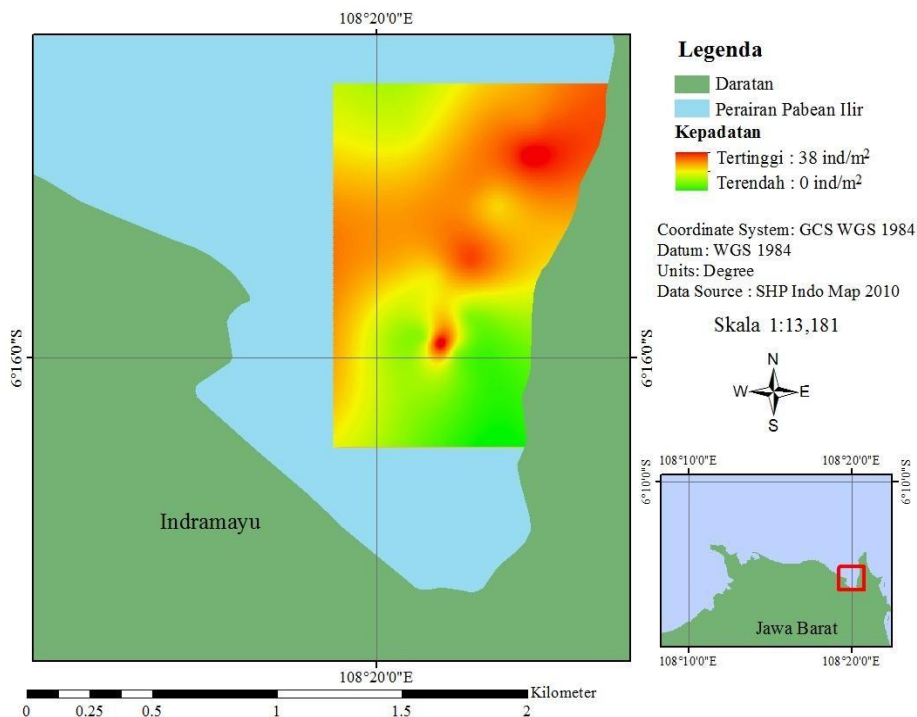 108°20'0"E
6°16'0"S
6°16'0"S
Indramayu
108°20'0"E
0 0.25 0.5 1 1.5 2
Kilometer
Legenda
Daratan
Perairan Pabean Ilir
Kepadatan
Tertinggi : 38 ind/m²
Terendah : 0 ind/m²
Coordinate System: GCS WGS 1984
Datum: WGS 1984
Units: Degree
Data Source : SHP Indo Map 2010
Skala 1:13,181
N
W E
S
108°10'0"E 108°20'0"E
6°10'0"S
6°10'0"S
Jawa Barat
108°10'0"E 108°20'0"E